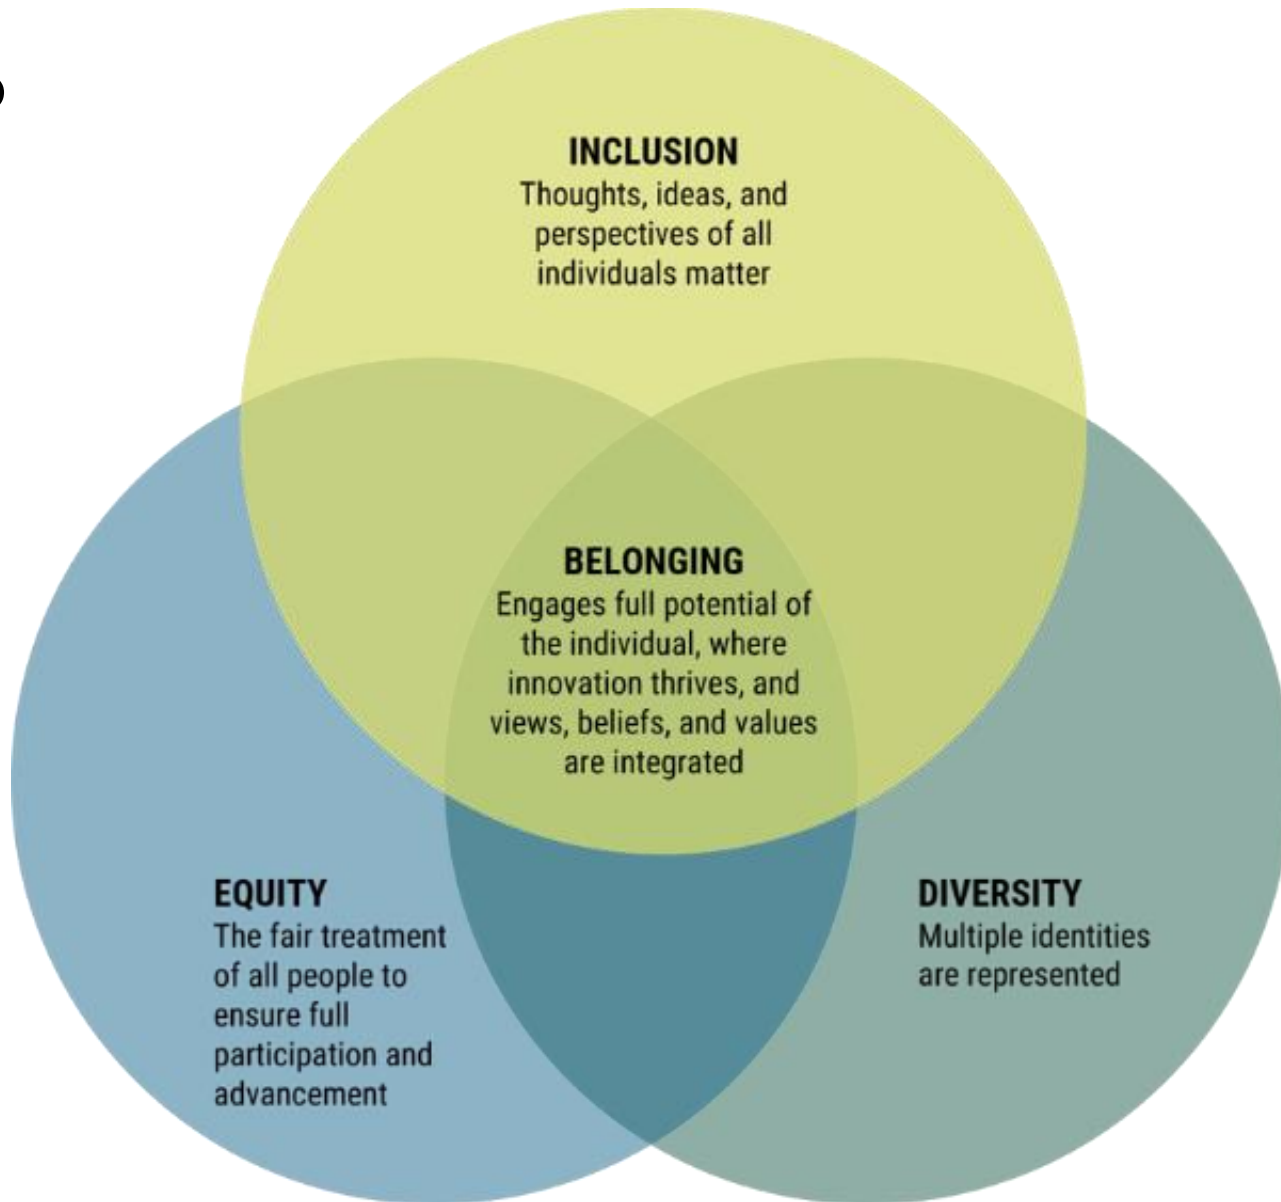 INCLUSION
Thoughts, ideas, and
perspectives of all
individuals matter
BELONGING
Engages full potential of
the individual, where
innovation thrives, and
views, beliefs, and values
are integrated
EQUITY
The fair treatment
of all people to
ensure full
participation and
advancement
DIVERSITY
Multiple identities
are represented